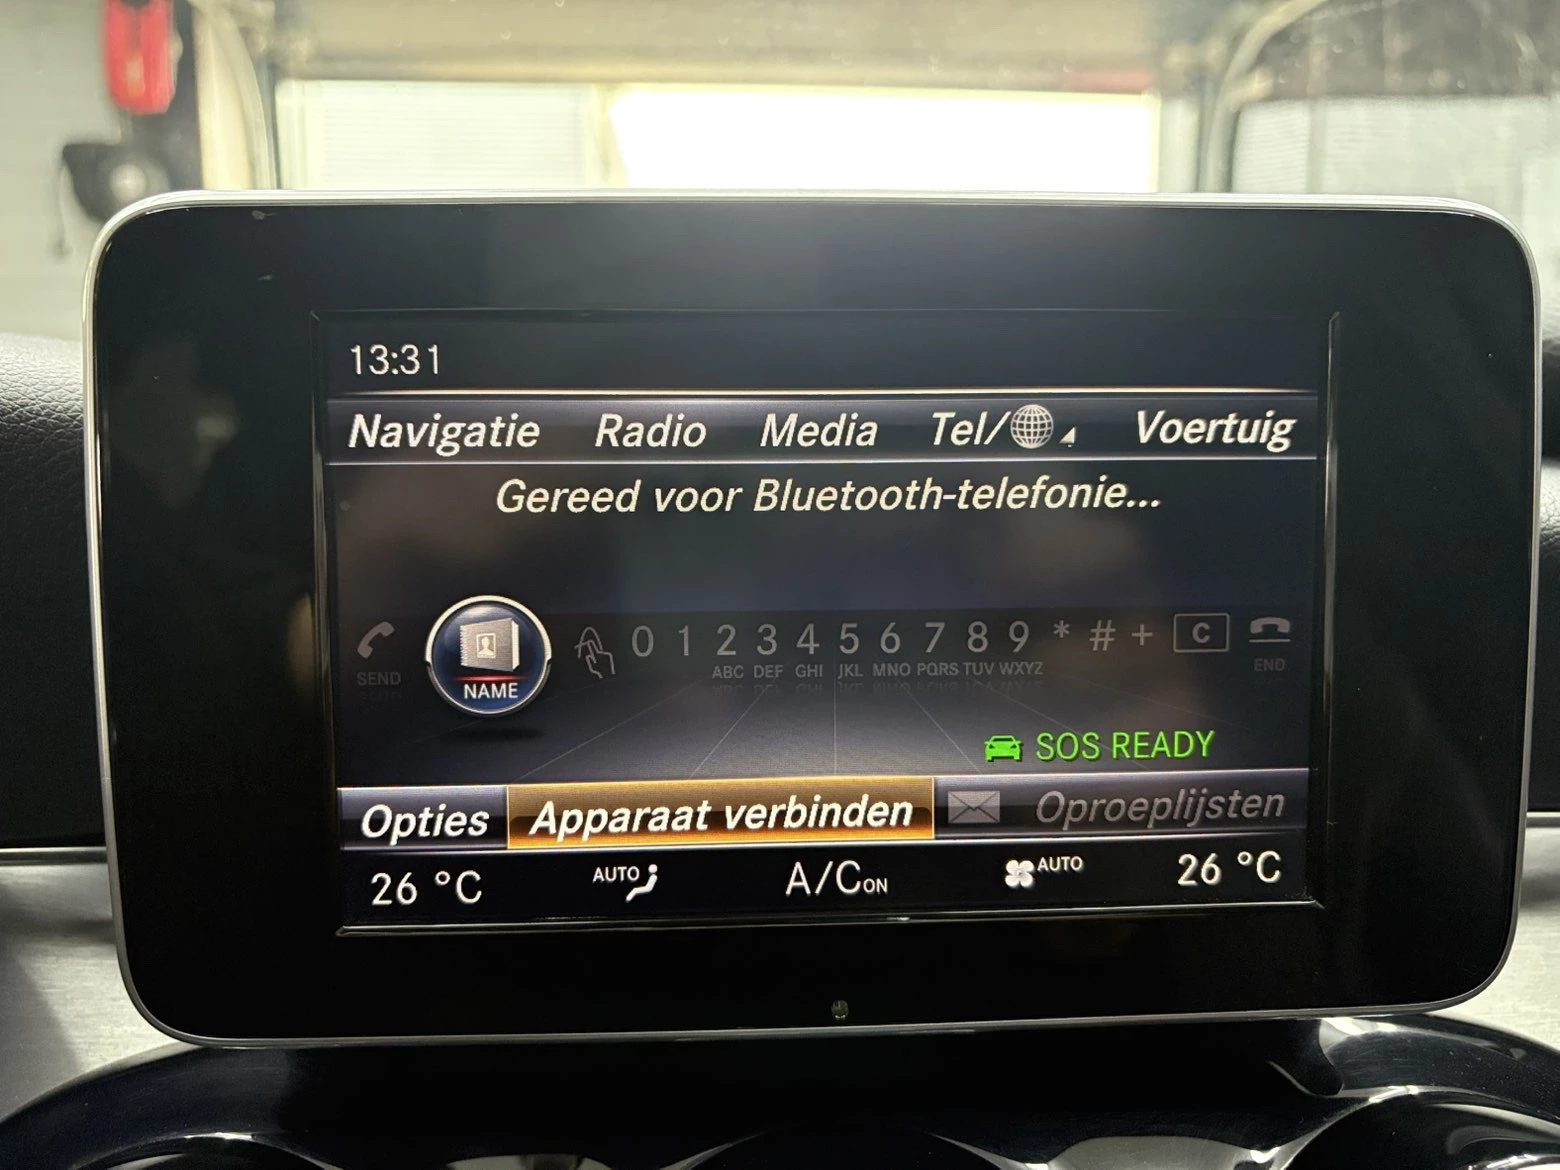 13:31
Navigatie Radio Media Tel/ Voertuig
Gereed voor Bluetooth-telefonie...
0 1 2 3 4 5 6 7 8 9 * # + C
SEND NAME ABC DEF GHI JKL MNO PQRS TUV WXYZ END
SOS READY
Opties Apparaat verbinden Oproeplijsten
26 °C AUTO A/C ON AUTO 26 °C